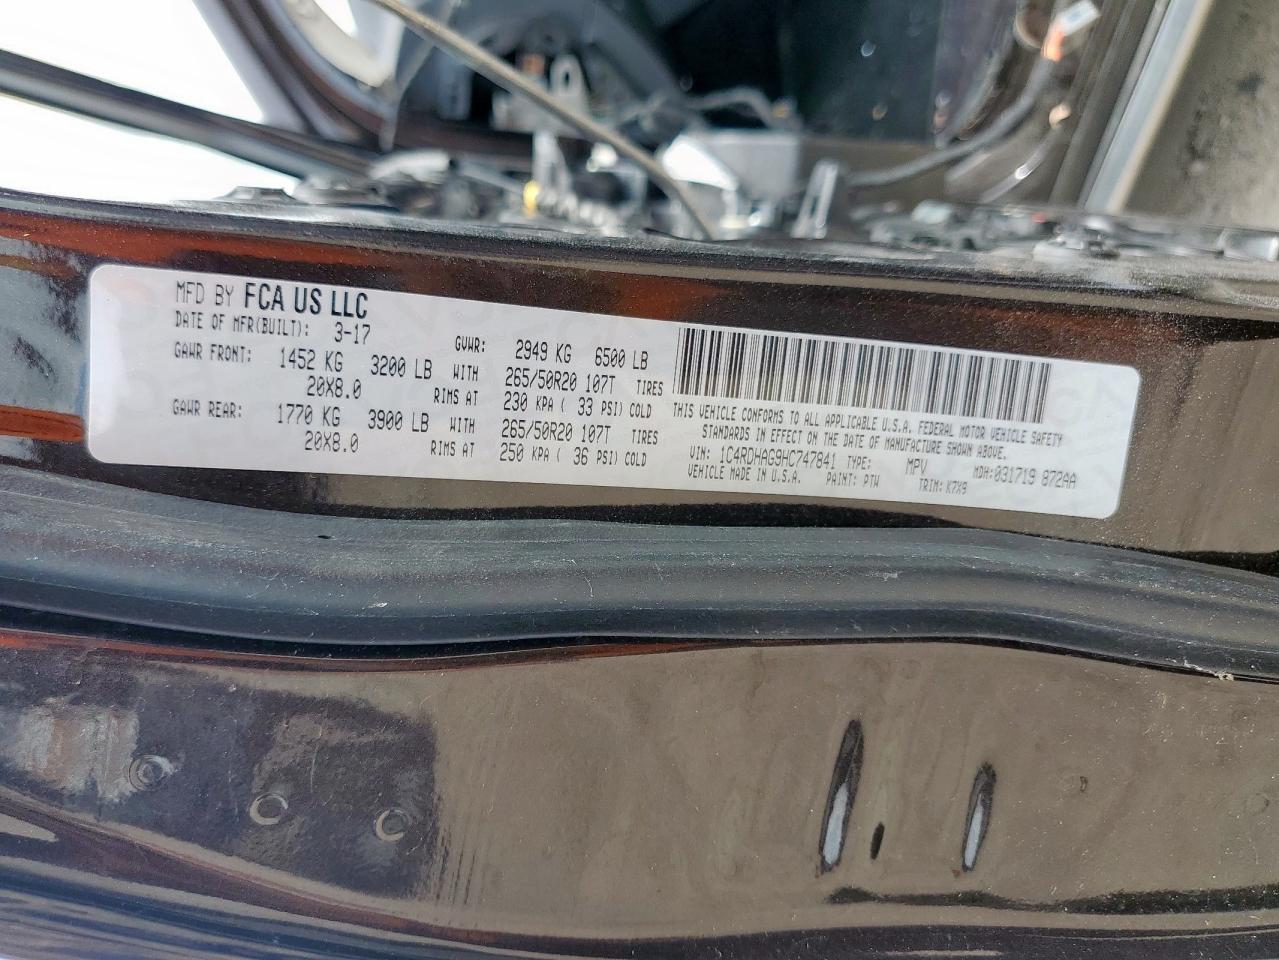 MFD BY FCA US LLC
DATE OF MFR(BUILT): 3-17 GVWR: 2949 KG 6500 LB
GAWR FRONT: 1452 KG 3200 LB WITH 265/50R20 107T TIRES
20X8.0 RIMS AT 230 KPA ( 33 PSI) COLD
GAWR REAR: 1770 KG 3900 LB WITH 265/50R20 107T TIRES
20X8.0 RIMS AT 250 KPA ( 36 PSI) COLD
THIS VEHICLE CONFORMS TO ALL APPLICABLE U.S.A. FEDERAL MOTOR VEHICLE SAFETY
STANDARDS IN EFFECT ON THE DATE OF MANUFACTURE SHOWN ABOVE.
VIN: 1C4RDHAG9HC747841 TYPE: MPV MDH:031719 872AA
VEHICLE MADE IN U.S.A. PAINT: PTW TRIM: K7X9